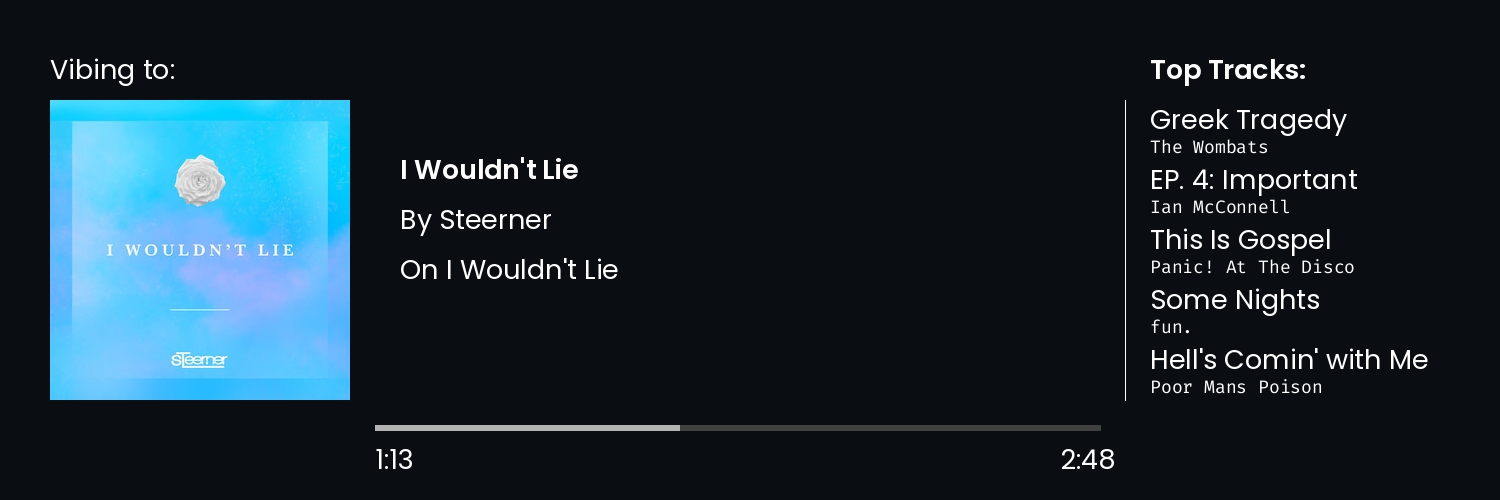 Vibing to:
I WOULDN'T LIE
STeerner
I Wouldn't Lie
By Steerner
On I Wouldn't Lie
1:13
2:48
Top Tracks:
Greek Tragedy
The Wombats
EP. 4: Important
Ian McConnell
This Is Gospel
Panic! At The Disco
Some Nights
fun.
Hell's Comin' with Me
Poor Mans Poison